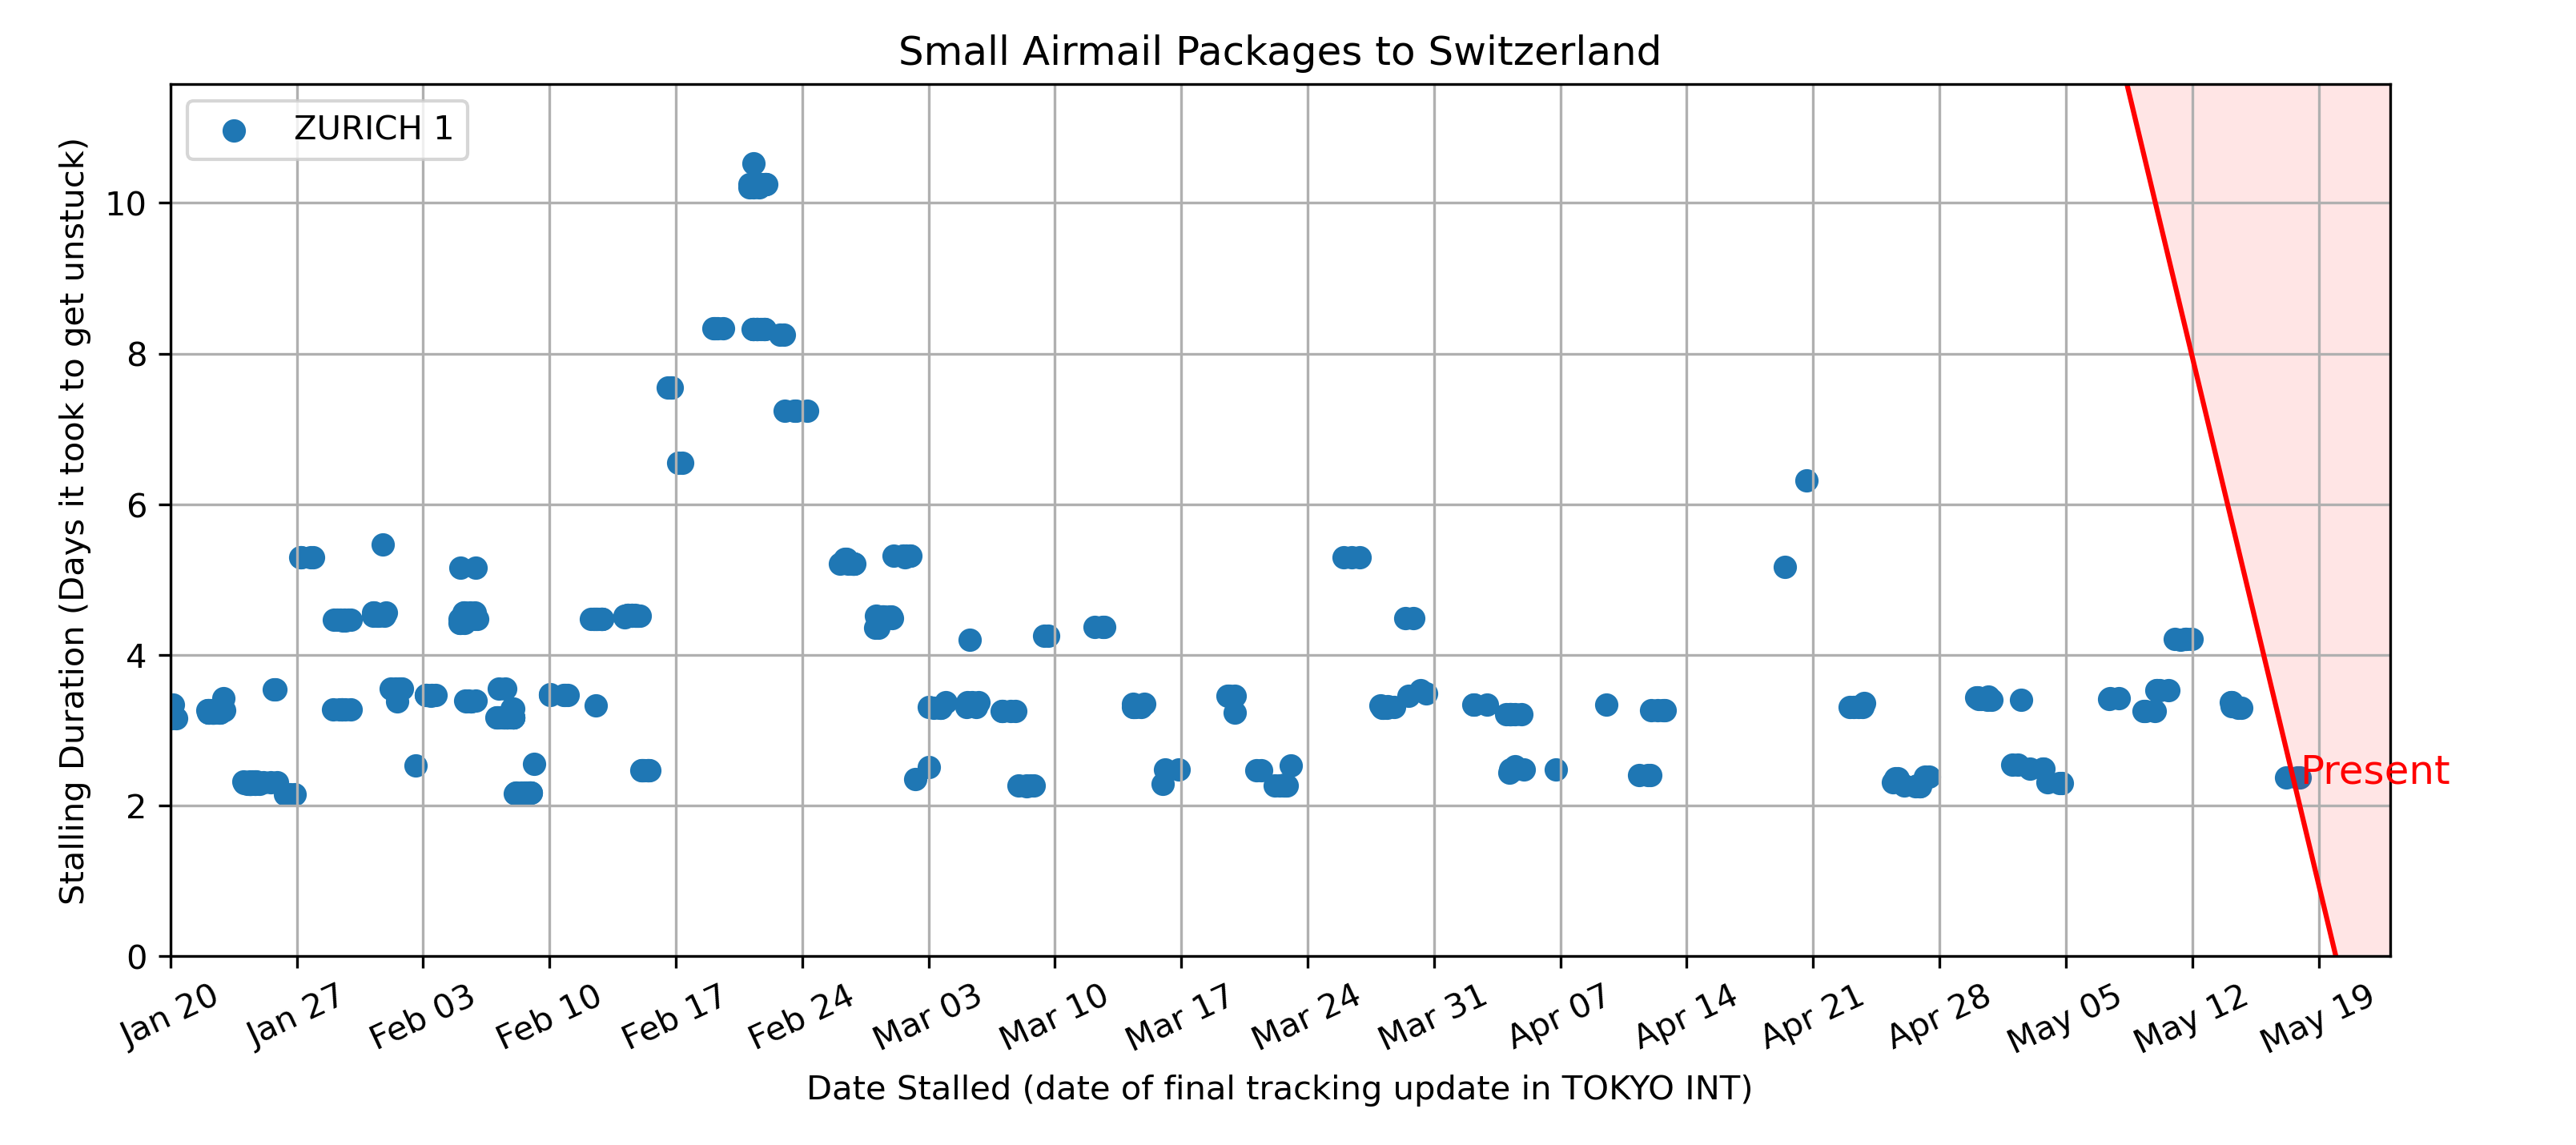 Small Airmail Packages to Switzerland
ZURICH 1
Stalling Duration (Days it took to get unstuck)
10
8
6
4
2
0
Present
Jan 20
Jan 27
Feb 03
Feb 10
Feb 17
Feb 24
Mar 03
Mar 10
Mar 17
Mar 24
Mar 31
Apr 07
Apr 14
Apr 21
Apr 28
May 05
May 12
May 19
Date Stalled (date of final tracking update in TOKYO INT)